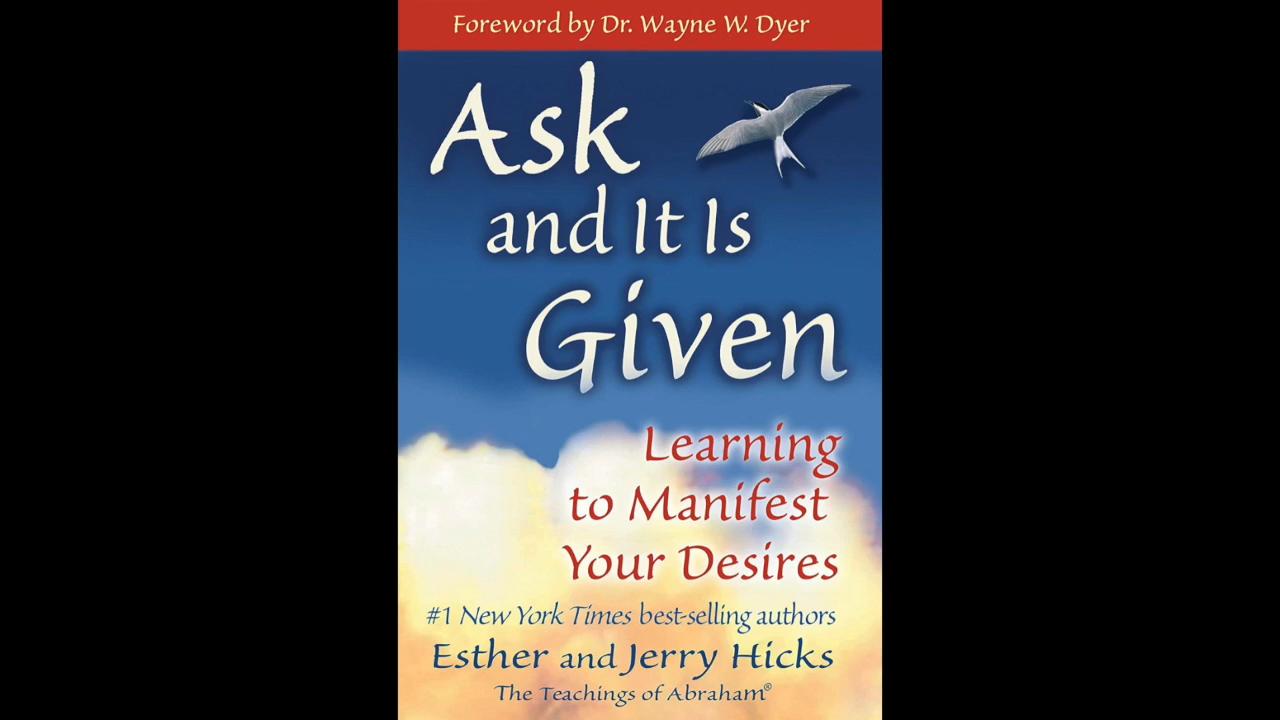 Foreword by Dr. Wayne W. Dyer
Ask
and It Is
Given
Learning
to Manifest
Your Desires
#1 New York Times best-selling authors
Esther and Jerry Hicks
The Teachings of Abraham®